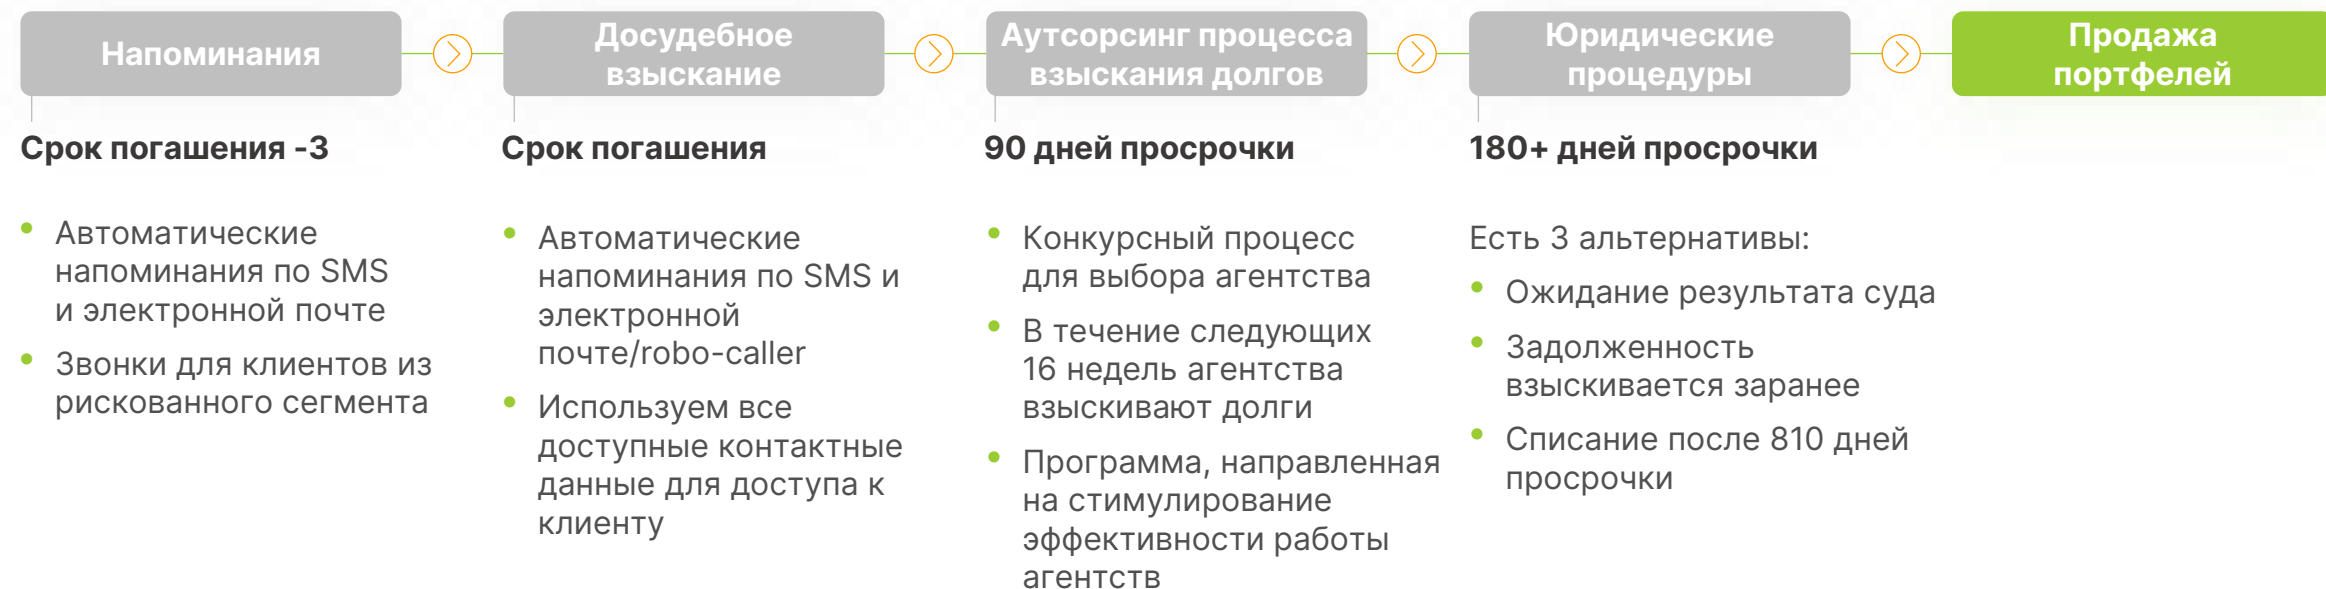 Напоминания
Срок погашения -3
• Автоматические
напоминания по SMS
и электронной почте
• Звонки для клиентов из
рискованного сегмента
Досудебное
взыскание
Срок погашения
• Автоматические
напоминания по SMS и
электронной
почте/robo-caller
• Используем все
доступные контактные
данные для доступа к
клиенту
Аутсорсинг процесса
взыскания долгов
90 дней просрочки
• Конкурсный процесс
для выбора агентства
• В течение следующих
16 недель агентства
взыскивают долги
• Программа, направленная
на стимулирование
эффективности работы
агентств
Юридические
процедуры
180+ дней просрочки
Есть 3 альтернативы:
• Ожидание результата суда
• Задолженность
взыскивается заранее
• Списание после 810 дней
просрочки
Продажа
портфелей